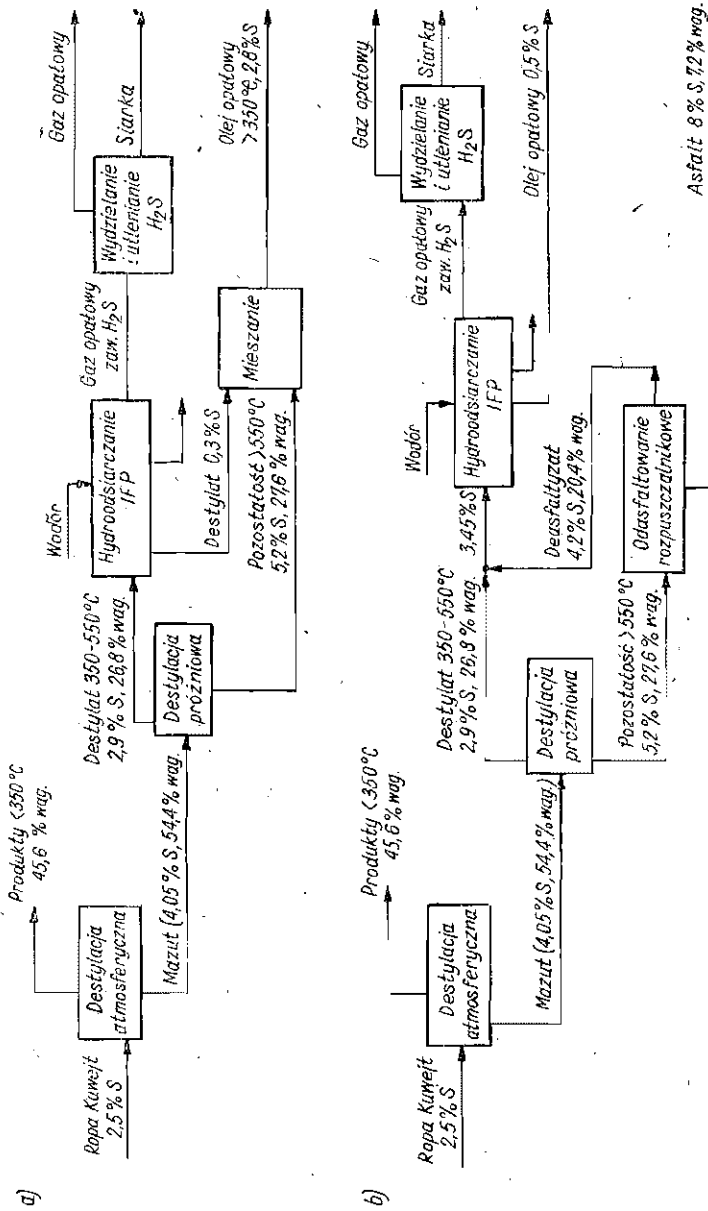 a)
Ropa Kuwejt
2,5% S
Destylacja
atmosferyczna
Produkty <350°C
45,6 % wag.
Mazut (4,05 % S, 54,4% wag.)
Destylacja
próżniowa
Destylat 350-550°C
2,9 % S, 26,8 % wag.
Wodór
Hydroodsiarczanie
IFP
Destylat 0,3% S
Pozostałość >550°C
5,2 % S, 27,6 % wag.
Gaz opałowy
zaw. H2S
Wydzielanie
i utlenianie
H2S
Gaz opałowy
Siarka
Mieszanie
Olej opałowy
>350°C, 2,8% S
b)
Ropa Kuwejt
2,5% S
Destylacja
atmosferyczna
Produkty <350°C
45,6 % wag.
Mazut (4,05 % S, 54,4% wag.)
Destylacja
próżniowa
Destylat 350-550°C
2,9 % S, 26,8 % wag.
3,45% S
Wodór
Hydroodsiarczanie
IFP
Deasfaltyzat
4,2 % S, 20,4 % wag.
Pozostałość >550°C
5,2 % S, 27,6 % wag.
Odasfaltowanie
rozpuszczalnikowe
Gaz opałowy
zaw. H2S
Wydzielanie
i utlenianie
H2S
Gaz opałowy
Siarka
Olej opałowy 0,5% S
Asfalt 8 % S, 7,2 % wag.